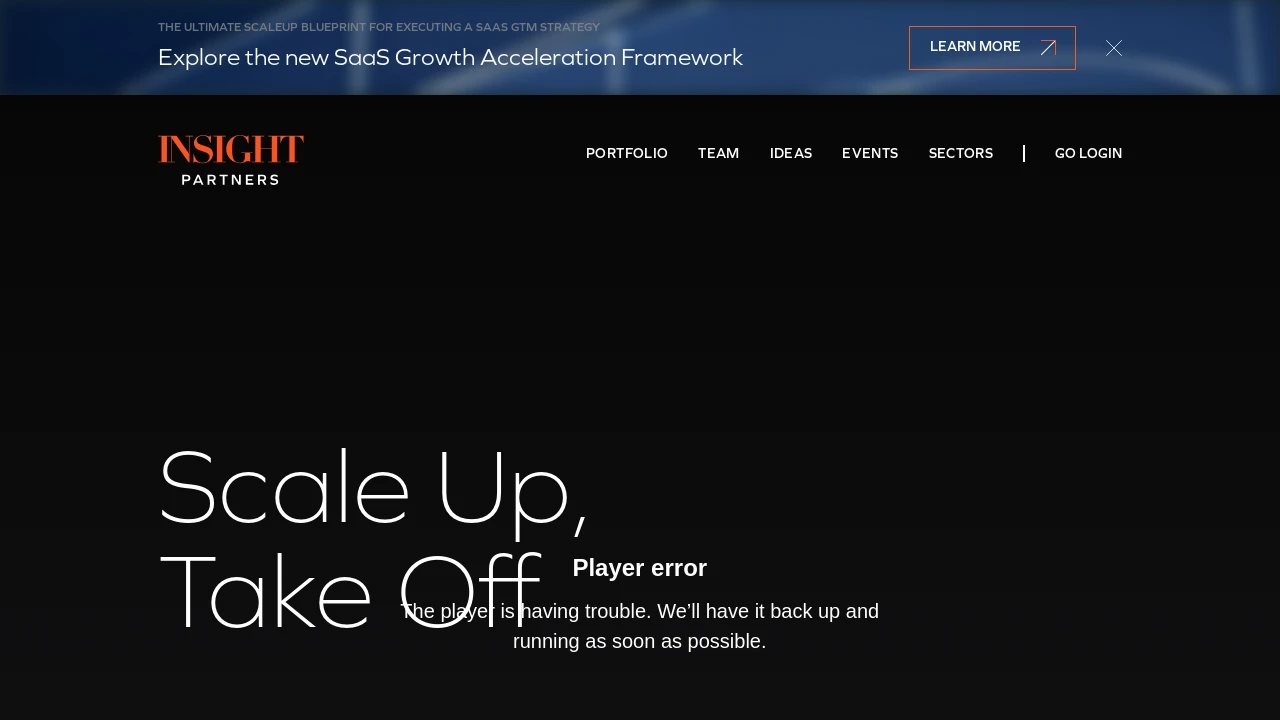 THE ULTIMATE SCALEUP BLUEPRINT FOR EXECUTING A SAAS GTM STRATEGY
Explore the new SaaS Growth Acceleration Framework
LEARN MORE
INSIGHT
PARTNERS
PORTFOLIO
TEAM
IDEAS
EVENTS
SECTORS
GO LOGIN
Scale Up,
Take Off
Player error
The player is having trouble. We’ll have it back up and
running as soon as possible.